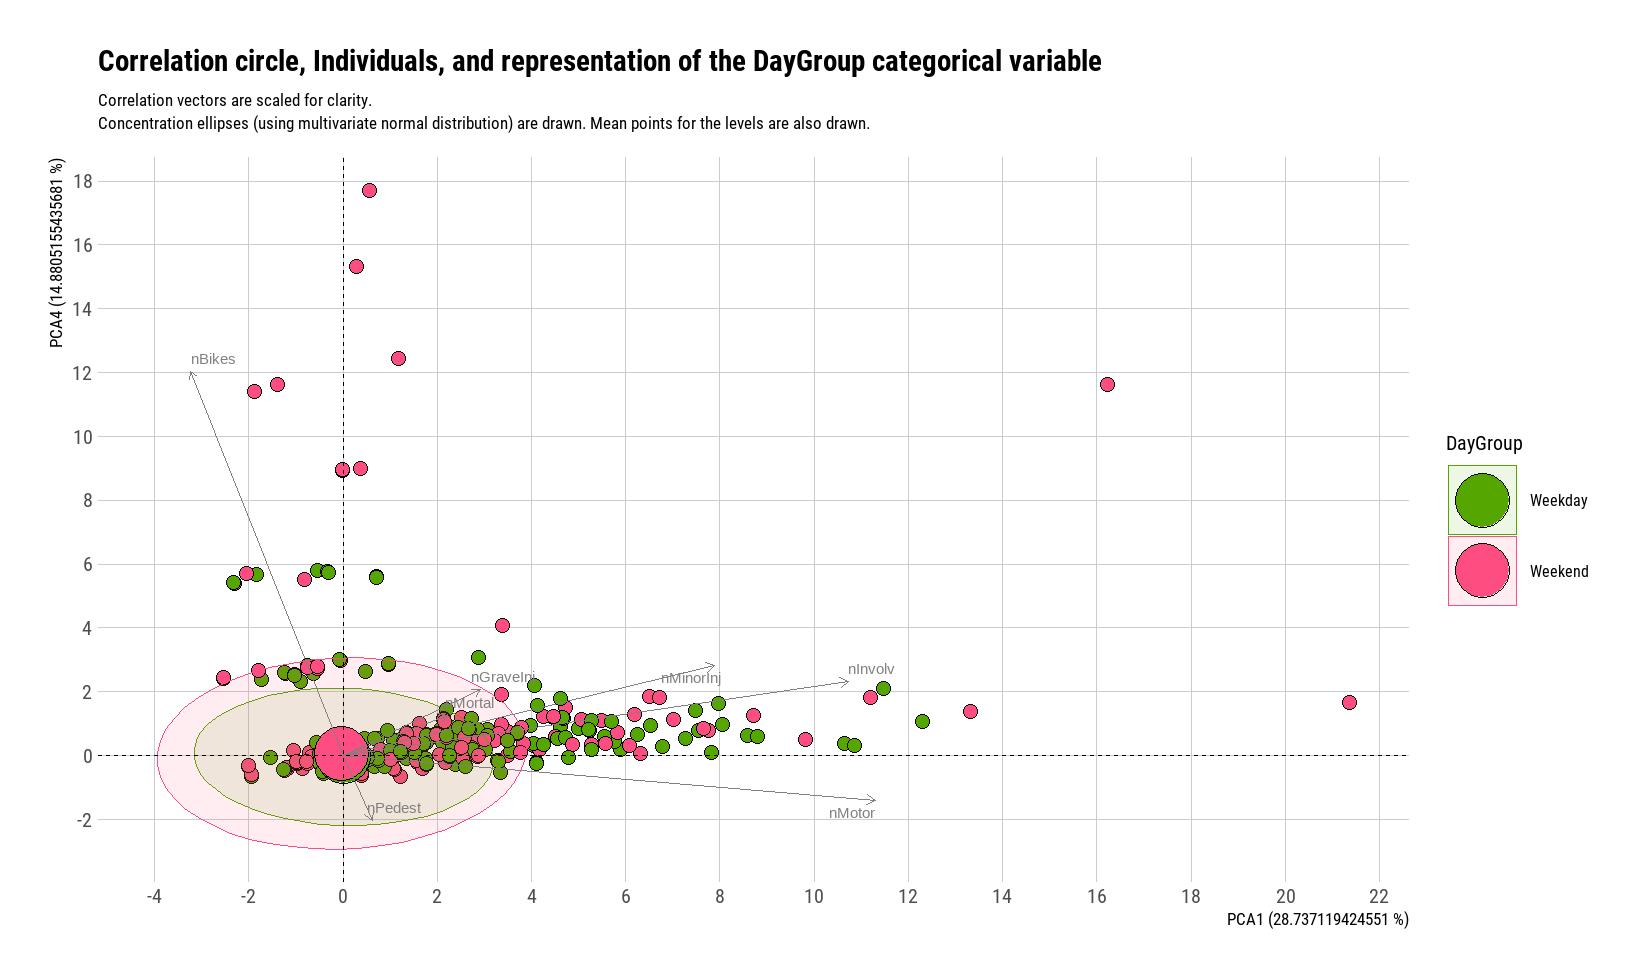 Correlation circle, Individuals, and representation of the DayGroup categorical variable
Correlation vectors are scaled for clarity.
Concentration ellipses (using multivariate normal distribution) are drawn. Mean points for the levels are also drawn.
PCA4 (14.8805155435681 %)
18
16
14
12
10
8
6
4
2
0
-2
nBikes
nGraveInj
nMortal
nMinorInj
nInvolv
nPedest
nMotor
-4
-2
0
2
4
6
8
10
12
14
16
18
20
22
PCA1 (28.737119424551 %)
DayGroup
Weekday
Weekend